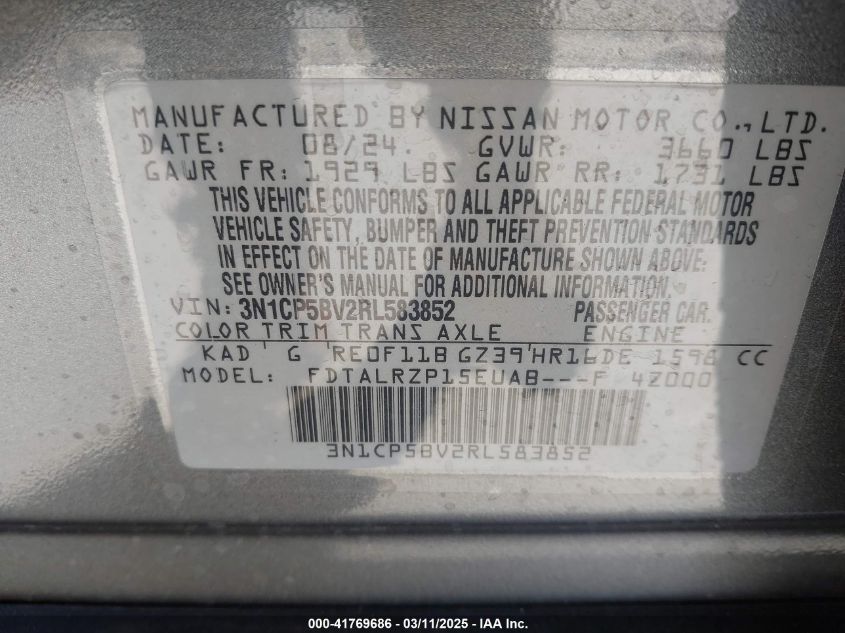 MANUFACTURED BY NISSAN MOTOR CO., LTD.
DATE: 08/24 GVWR: 3660 LBS
GAWR FR: 1929 LBS GAWR RR: 1731 LBS
THIS VEHICLE CONFORMS TO ALL APPLICABLE FEDERAL MOTOR
VEHICLE SAFETY, BUMPER AND THEFT PREVENTION STANDARDS
IN EFFECT ON THE DATE OF MANUFACTURE SHOWN ABOVE.
SEE OWNER'S MANUAL FOR ADDITIONAL INFORMATION.
VIN: 3N1CP5BV2RL583852 PASSENGER CAR.
COLOR TRIM TRANS AXLE ENGINE
KAD G RE0F11B GZ39 HR16DE 1598 CC
MODEL: FDTALRZP15EUAB---F 4Z000
3N1CP5BV2RL583852
000-41769686 - 03/11/2025 - IAA Inc.